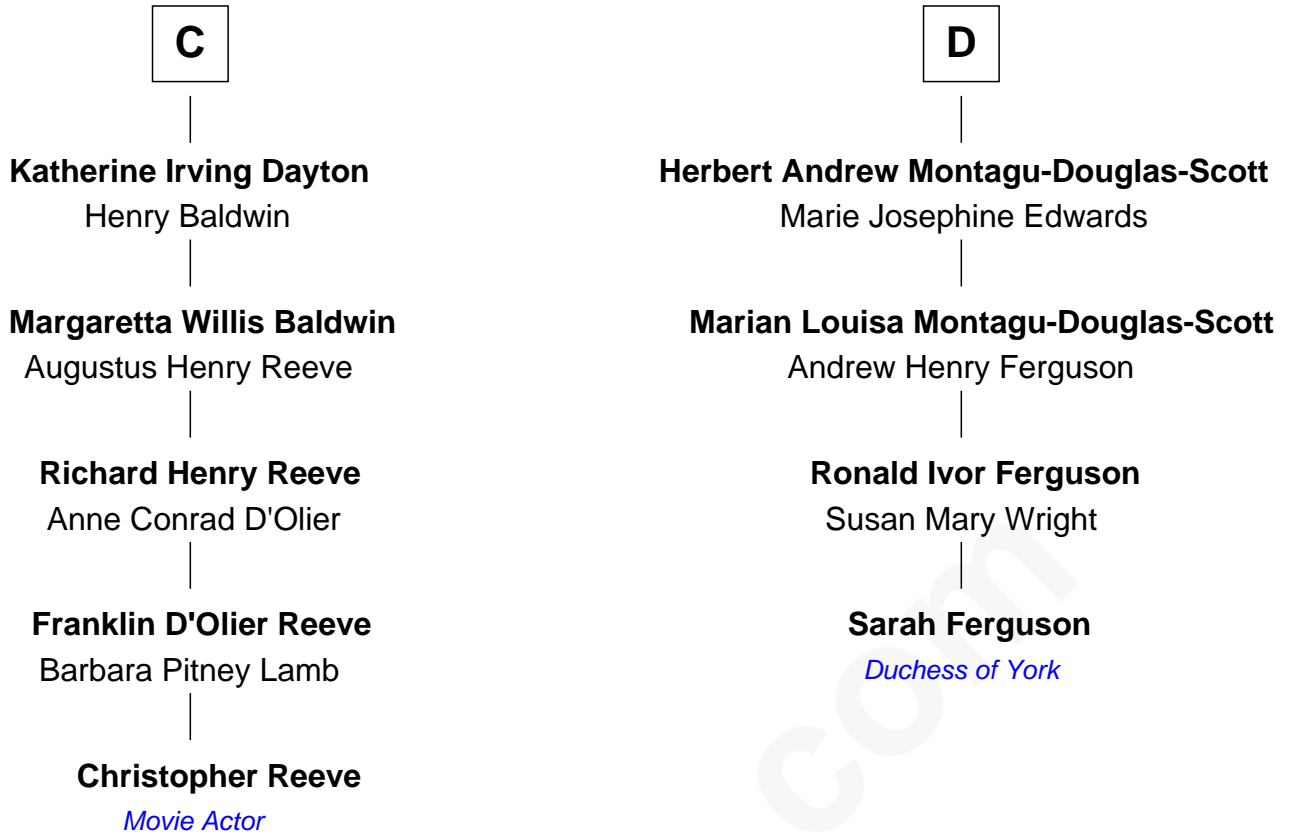 C
Katherine Irving Dayton
Henry Baldwin
Margaretta Willis Baldwin
Augustus Henry Reeve
Richard Henry Reeve
Anne Conrad D'Olier
Franklin D'Olier Reeve
Barbara Pitney Lamb
Christopher Reeve
Movie Actor
D
Herbert Andrew Montagu-Douglas-Scott
Marie Josephine Edwards
Marian Louisa Montagu-Douglas-Scott
Andrew Henry Ferguson
Ronald Ivor Ferguson
Susan Mary Wright
Sarah Ferguson
Duchess of York
com